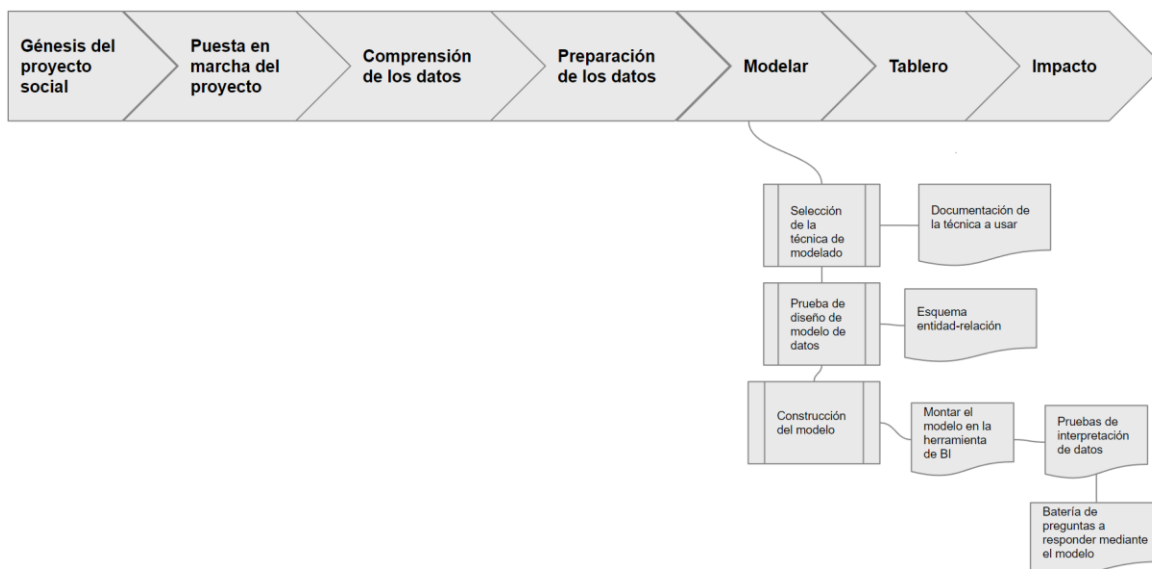 Génesis del
proyecto
social
Puesta en
marcha del
proyecto
Comprensión
de los datos
Preparación
de los datos
Modelar
Tablero
Impacto
Selección
de la
técnica de
modelado
Documentación de
la técnica a usar
Prueba de
diseño de
modelo de
datos
Esquema
entidad-relación
Construcción
del modelo
Montar el
modelo en la
herramienta
de BI
Pruebas de
interpretación
de datos
Batería de
preguntas a
responder mediante
el modelo